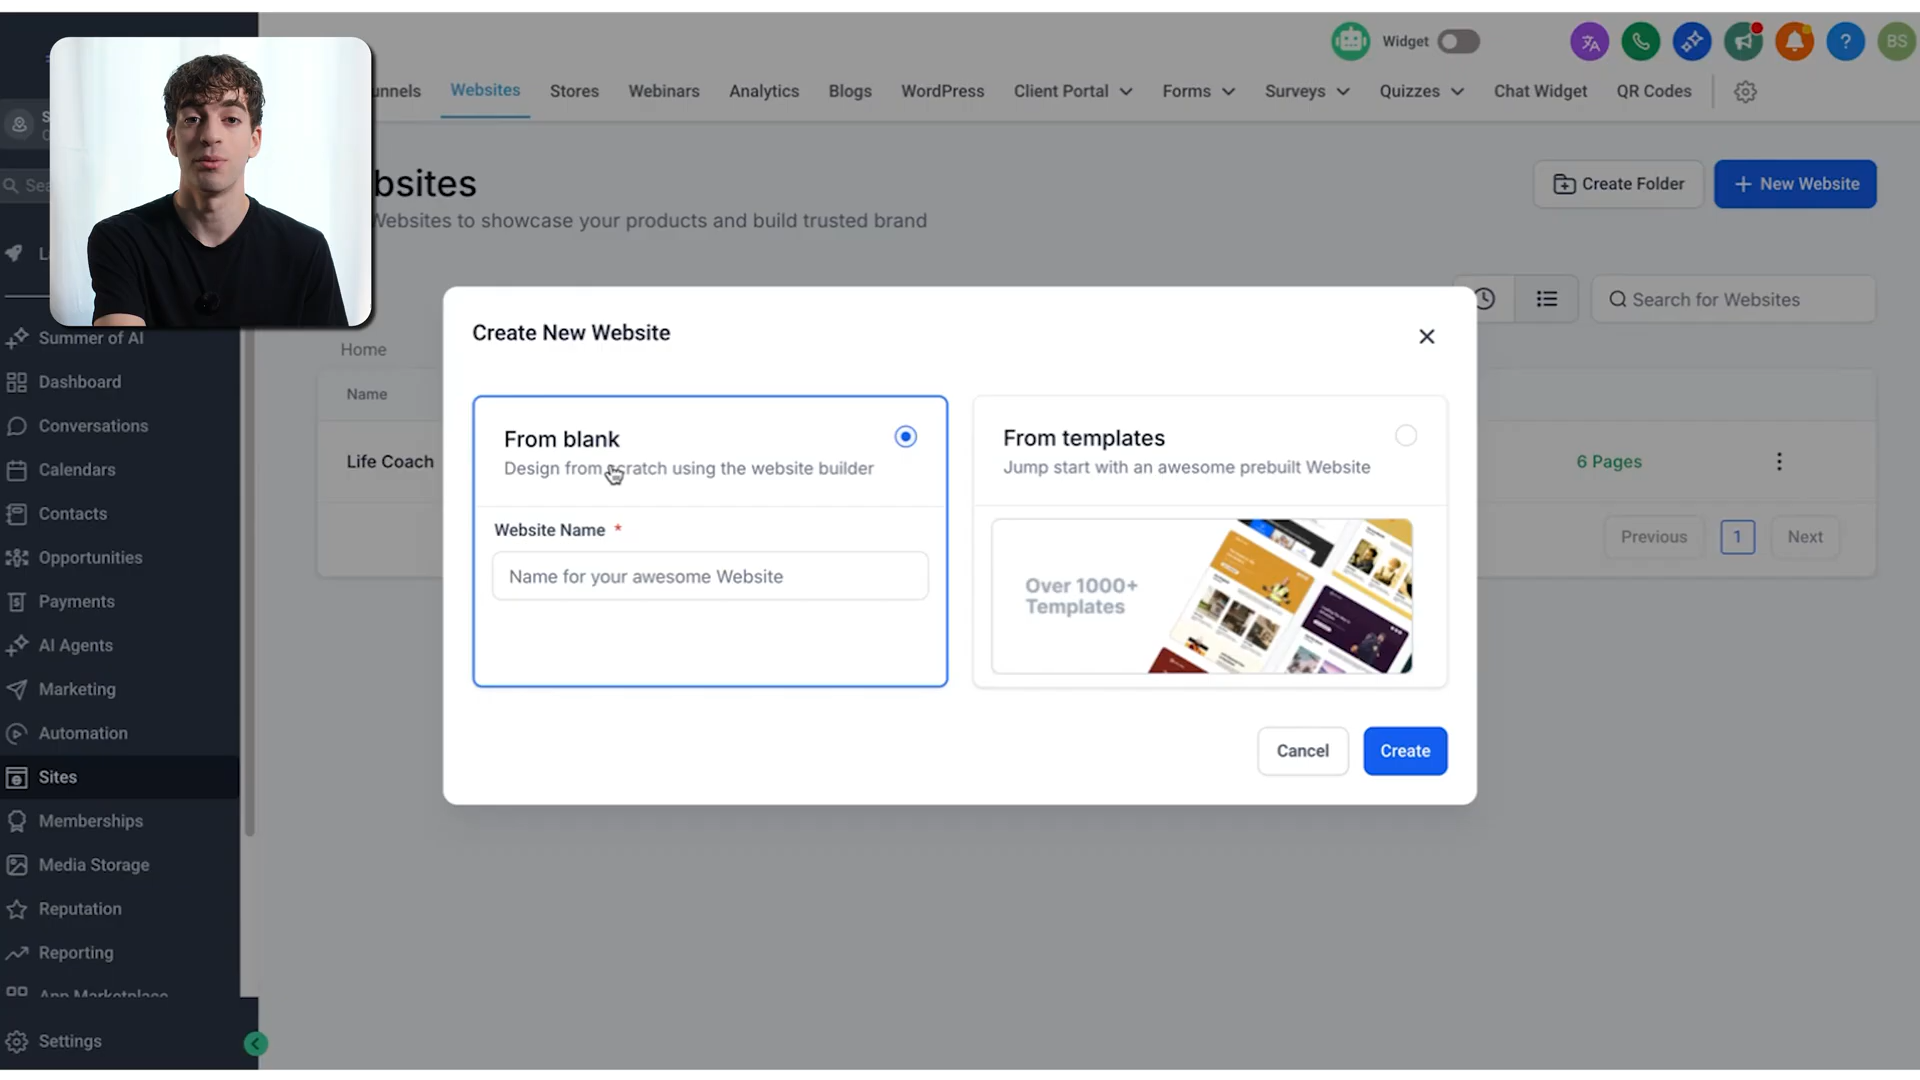 Widget
BS
unnels
Websites
Stores
Webinars
Analytics
Blogs
WordPress
Client Portal
Forms
Surveys
Quizzes
Chat Widget
QR Codes
bsites
Websites to showcase your products and build trusted brand
Create Folder
+ New Website
Search for Websites
Home
Name
Life Coach
6 Pages
Previous
1
Next
Create New Website
From blank
Design from scratch using the website builder
Website Name *
Name for your awesome Website
From templates
Jump start with an awesome prebuilt Website
Over 1000+
Templates
Cancel
Create
Summer of AI
Dashboard
Conversations
Calendars
Contacts
Opportunities
Payments
AI Agents
Marketing
Automation
Sites
Memberships
Media Storage
Reputation
Reporting
App Marketplace
Settings